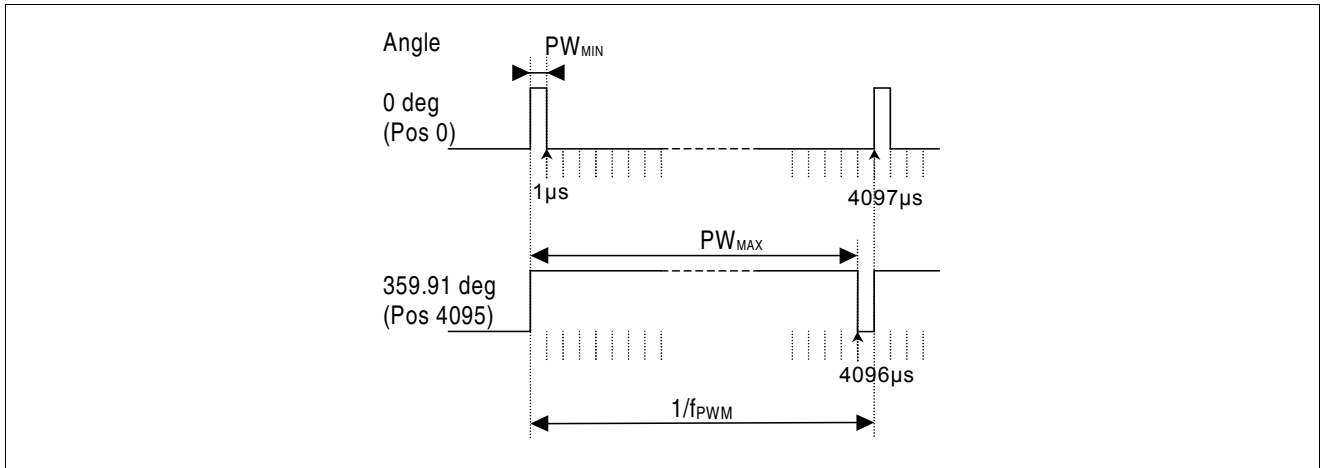 Angle
PWMIN
0 deg
(Pos 0)
1µs
4097µs
PWMAX
359.91 deg
(Pos 4095)
4096µs
1/fPWM